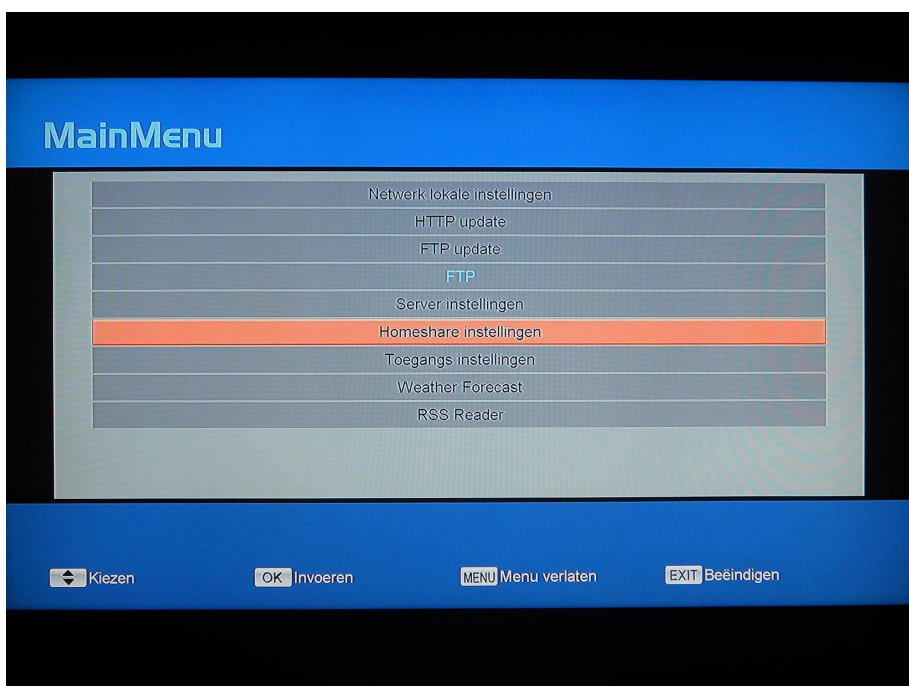 MainMenu
Netwerk lokale instellingen
HTTP update
FTP update
FTP
Server instellingen
Homeshare instellingen
Toegangs instellingen
Weather Forecast
RSS Reader
Kiezen OK Invoeren MENU Menu verlaten EXIT Beëindigen